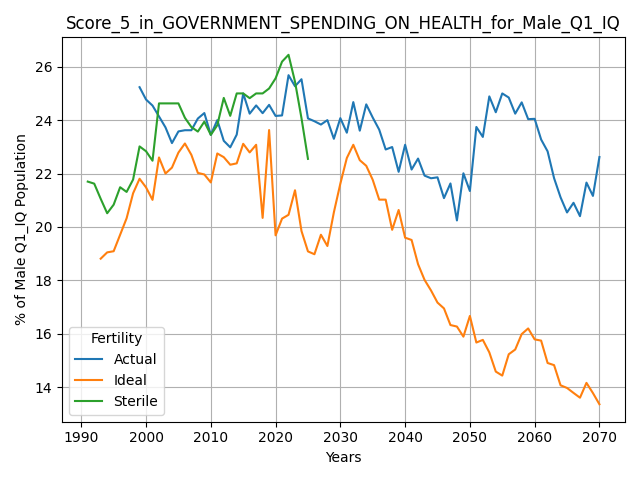 Score_5_in_GOVERNMENT_SPENDING_ON_HEALTH_for_Male_Q1_IQ
% of Male Q1_IQ Population
26
24
22
20
18
16
14
Fertility
Actual
Ideal
Sterile
1990 2000 2010 2020 2030 2040 2050 2060 2070
Years